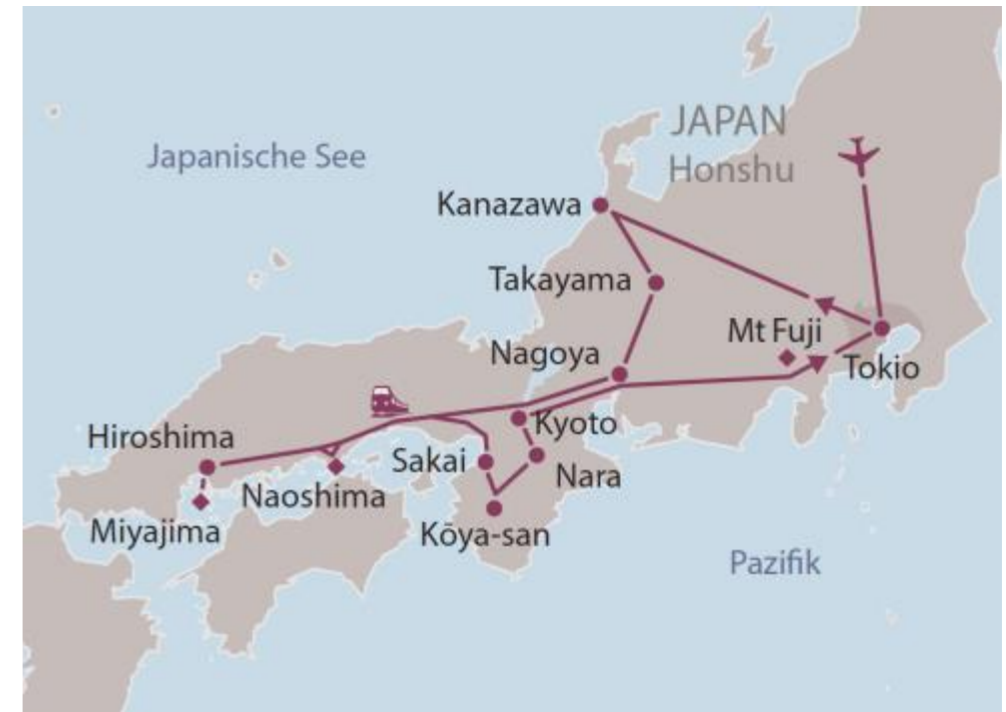 JAPAN
Honshu
Japanische See
Kanazawa
Takayama
Mt Fuji
Nagoya
Tokio
Kyoto
Hiroshima
Sakai
Nara
Naoshima
Miyajima
Kōya-san
Pazifik